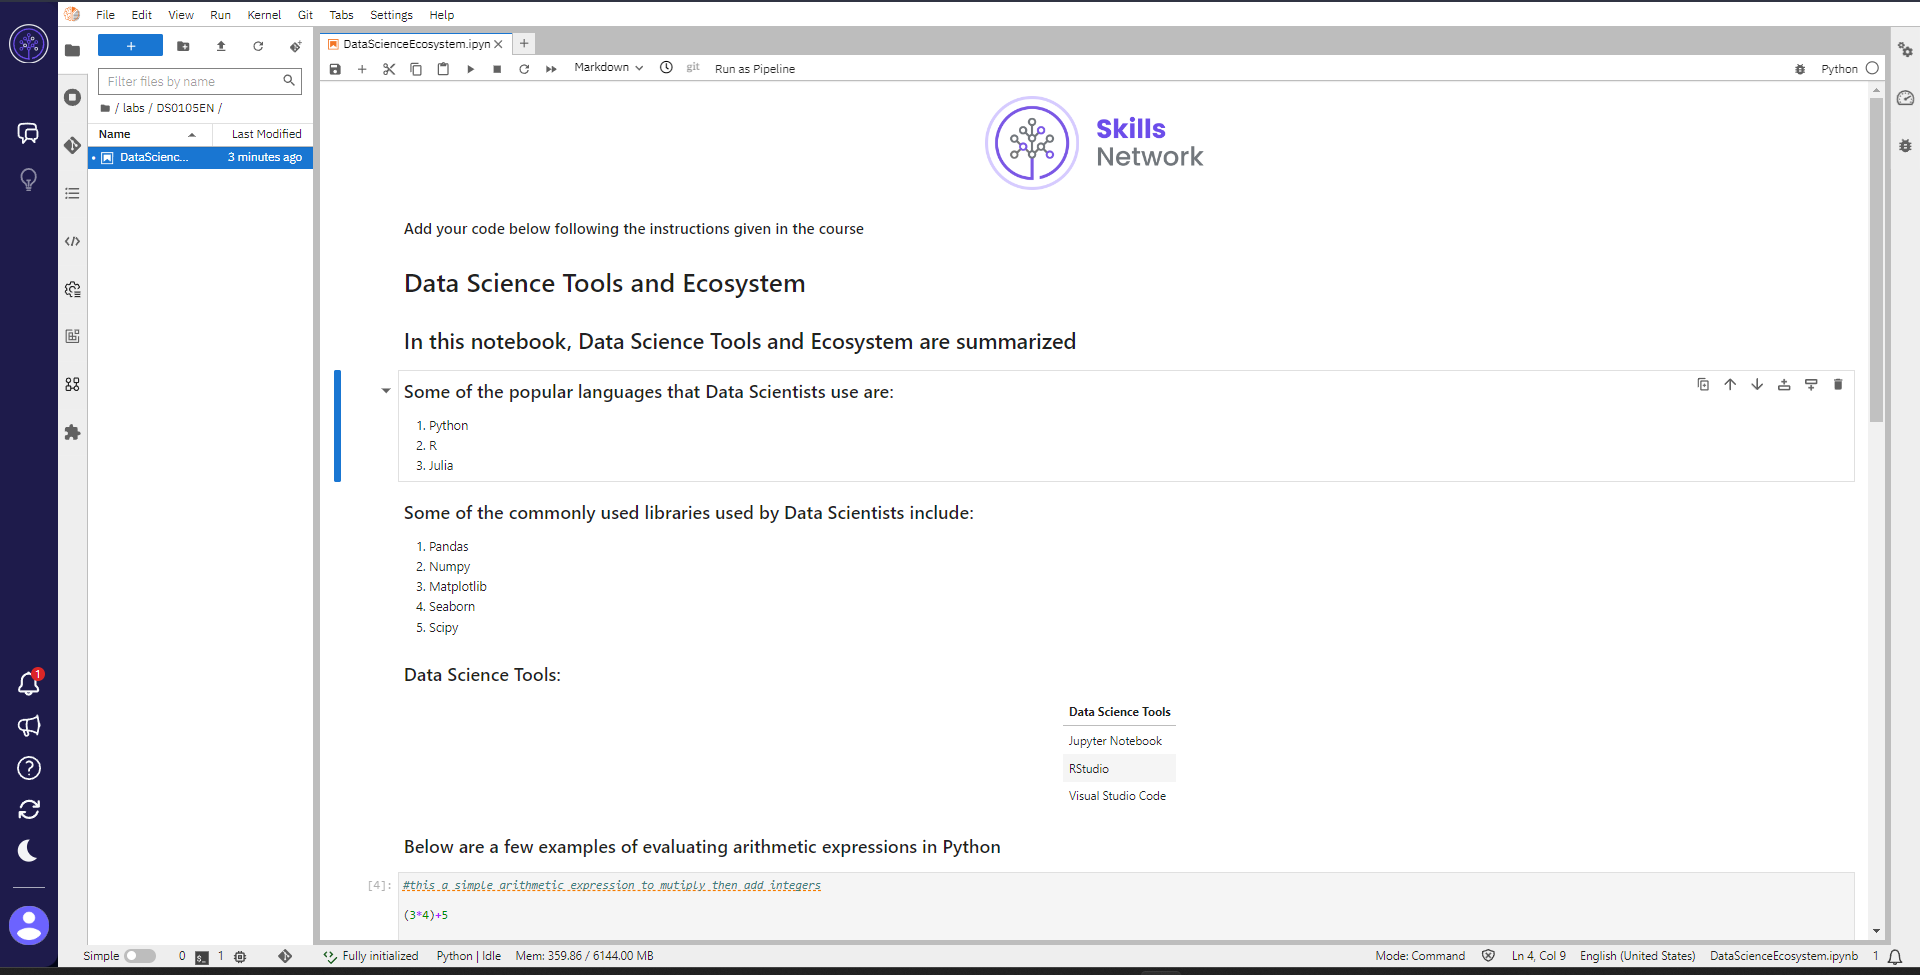 File Edit View Run Kernel Git Tabs Settings Help
+
Filter files by name
/ labs / DS0105EN /
Name Last Modified
DataScienc... 3 minutes ago
DataScienceEcosystem.ipyn
Markdown git Run as Pipeline Python
Skills
Network
Add your code below following the instructions given in the course
Data Science Tools and Ecosystem
In this notebook, Data Science Tools and Ecosystem are summarized
Some of the popular languages that Data Scientists use are:
1. Python
2. R
3. Julia
Some of the commonly used libraries used by Data Scientists include:
1. Pandas
2. Numpy
3. Matplotlib
4. Seaborn
5. Scipy
Data Science Tools:
Data Science Tools
Jupyter Notebook
RStudio
Visual Studio Code
Below are a few examples of evaluating arithmetic expressions in Python
[4]: #this a simple arithmetic expression to mutiply then add integers
(3*4)+5
1
Simple 0 $_ 1 Fully initialized Python | Idle Mem: 359.86 / 6144.00 MB Mode: Command Ln 4, Col 9 English (United States) DataScienceEcosystem.ipynb 1